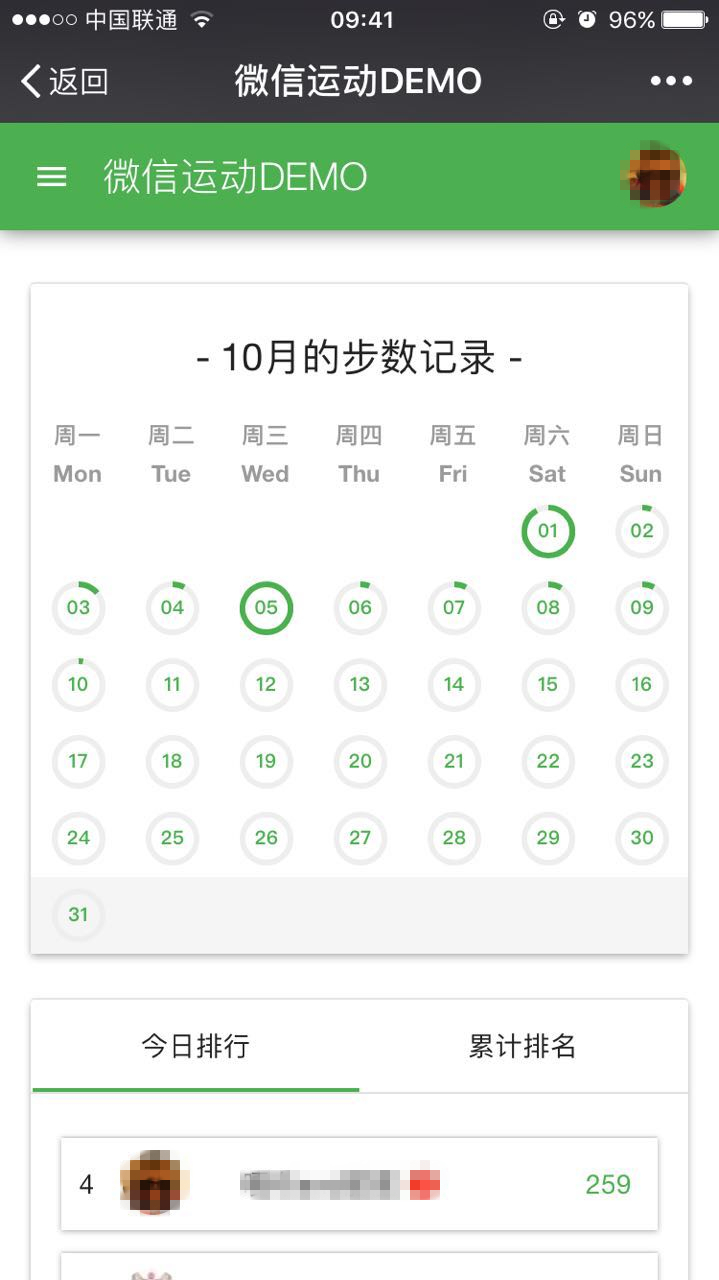 中国联通 09:41 96%
返回 微信运动DEMO
微信运动DEMO
- 10月的步数记录 -
周一 周二 周三 周四 周五 周六 周日
Mon Tue Wed Thu Fri Sat Sun
01 02
03 04 05 06 07 08 09
10 11 12 13 14 15 16
17 18 19 20 21 22 23
24 25 26 27 28 29 30
31
今日排行 累计排名
4 259